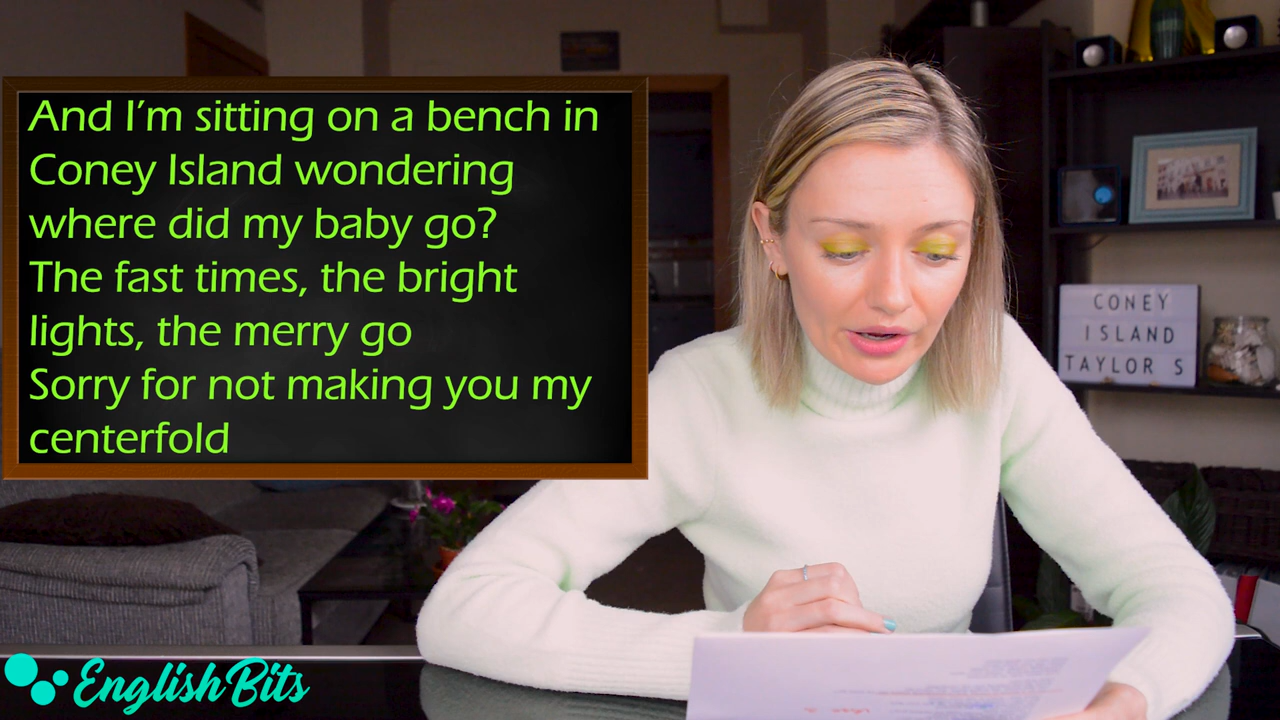 And I'm sitting on a bench in
Coney Island wondering
where did my baby go?
The fast times, the bright
lights, the merry go
Sorry for not making you my
centerfold
CONEY
ISLAND
TAYLOR S
EnglishBits